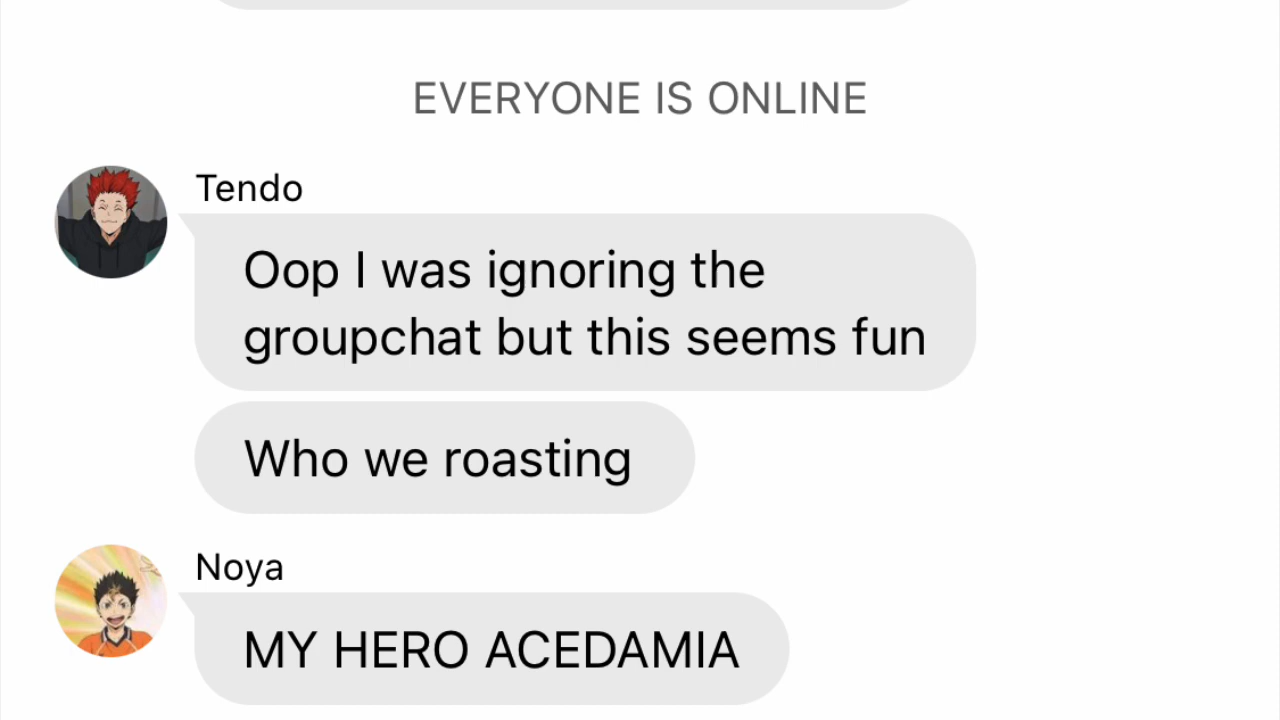 EVERYONE IS ONLINE
Tendo
Oop I was ignoring the
groupchat but this seems fun
Who we roasting
Noya
MY HERO ACEDAMIA